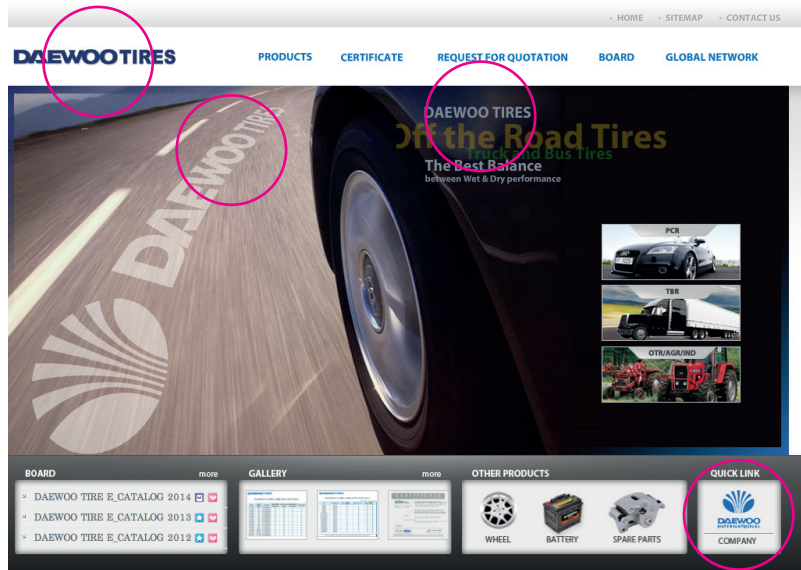 - HOME - SITEMAP - CONTACT US
DAEWOO TIRES
PRODUCTS CERTIFICATE REQUEST FOR QUOTATION BOARD GLOBAL NETWORK
DAEWOO TIRES
DAEWOO TIRES
Off the Road Tires
Truck and Bus Tires
The Best Balance
between Wet & Dry performance
PCR
TBR
OTR/AGR/IND
BOARD more
DAEWOO TIRE E_CATALOG 2014
DAEWOO TIRE E_CATALOG 2013
DAEWOO TIRE E_CATALOG 2012
GALLERY more
CERTIFICATE
OTHER PRODUCTS
WHEEL BATTERY SPARE PARTS
QUICK LINK
DAEWOO
INTERNATIONAL
COMPANY